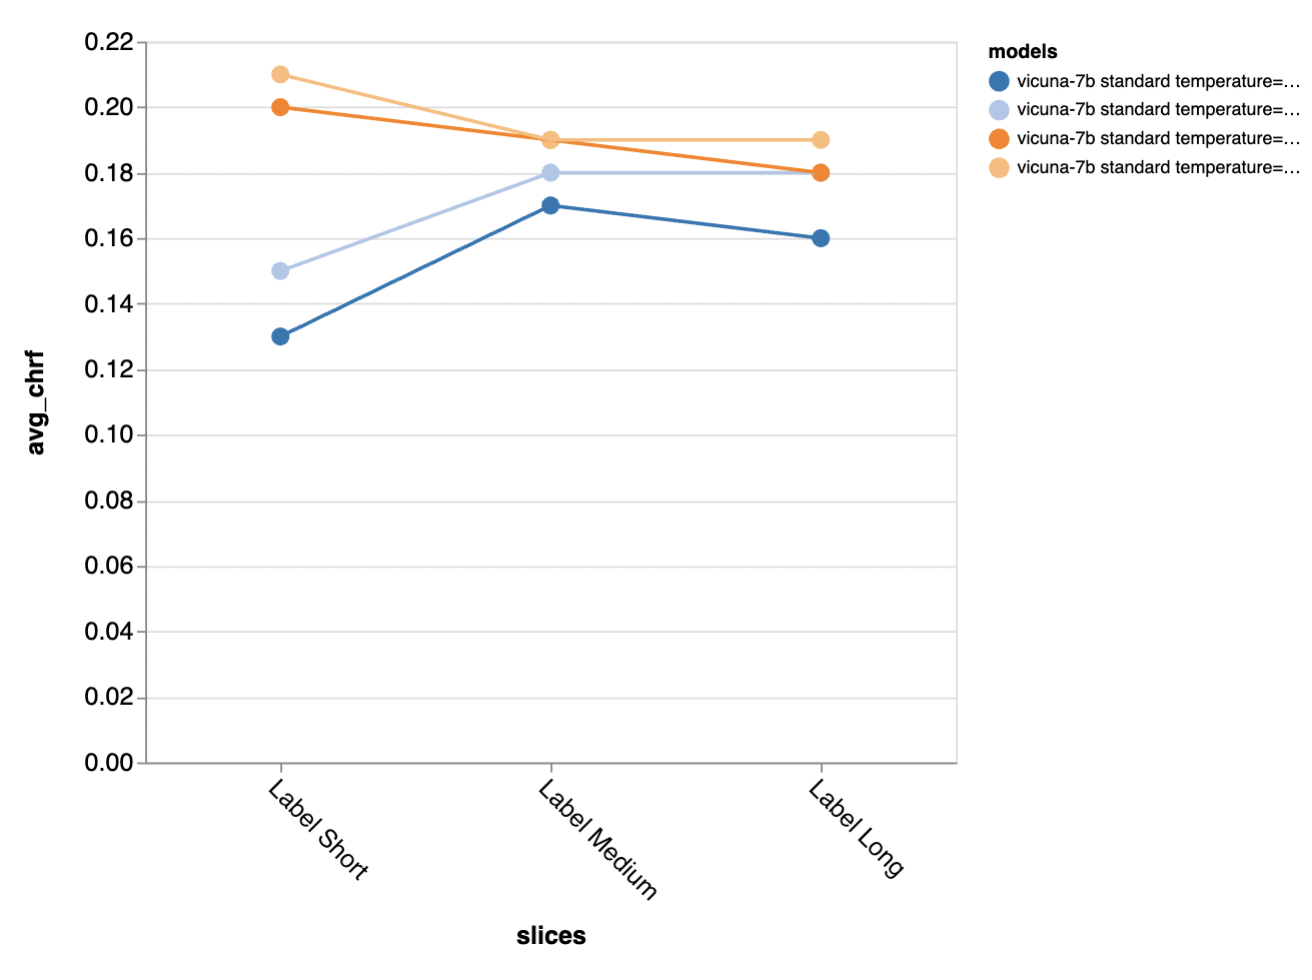 0.22
0.20
0.18
0.16
0.14
0.12
0.10
0.08
0.06
0.04
0.02
0.00
avg_chrf
Label Short
Label Medium
Label Long
slices
models
vicuna-7b standard temperature=…
vicuna-7b standard temperature=…
vicuna-7b standard temperature=…
vicuna-7b standard temperature=…